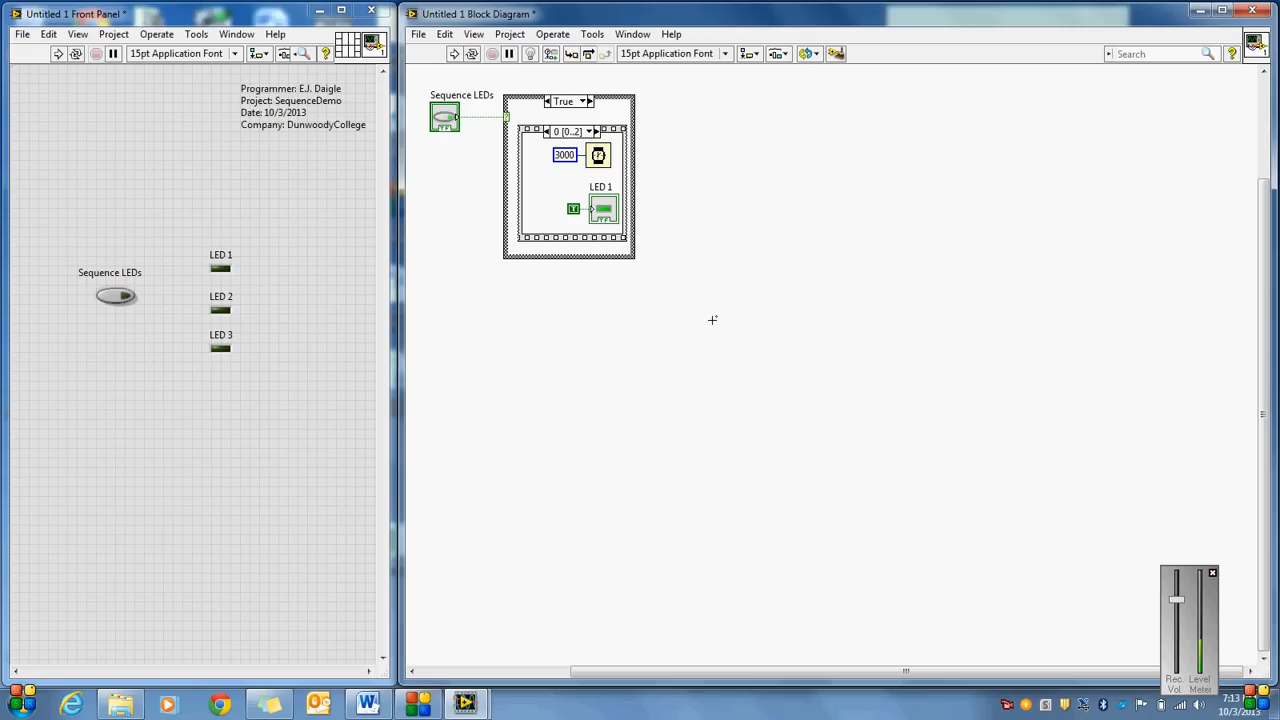 Untitled 1 Front Panel *
File Edit View Project Operate Tools Window Help
15pt Application Font
Programmer: E.J. Daigle
Project: SequenceDemo
Date: 10/3/2013
Company: DunwoodyCollege
Sequence LEDs
LED 1
LED 2
LED 3
Untitled 1 Block Diagram *
File Edit View Project Operate Tools Window Help
15pt Application Font
Search
Sequence LEDs
True
0 [0..2]
3000
LED 1
T
TF
TF
Rec. Vol
Level Meter
7:13
10/3/2013